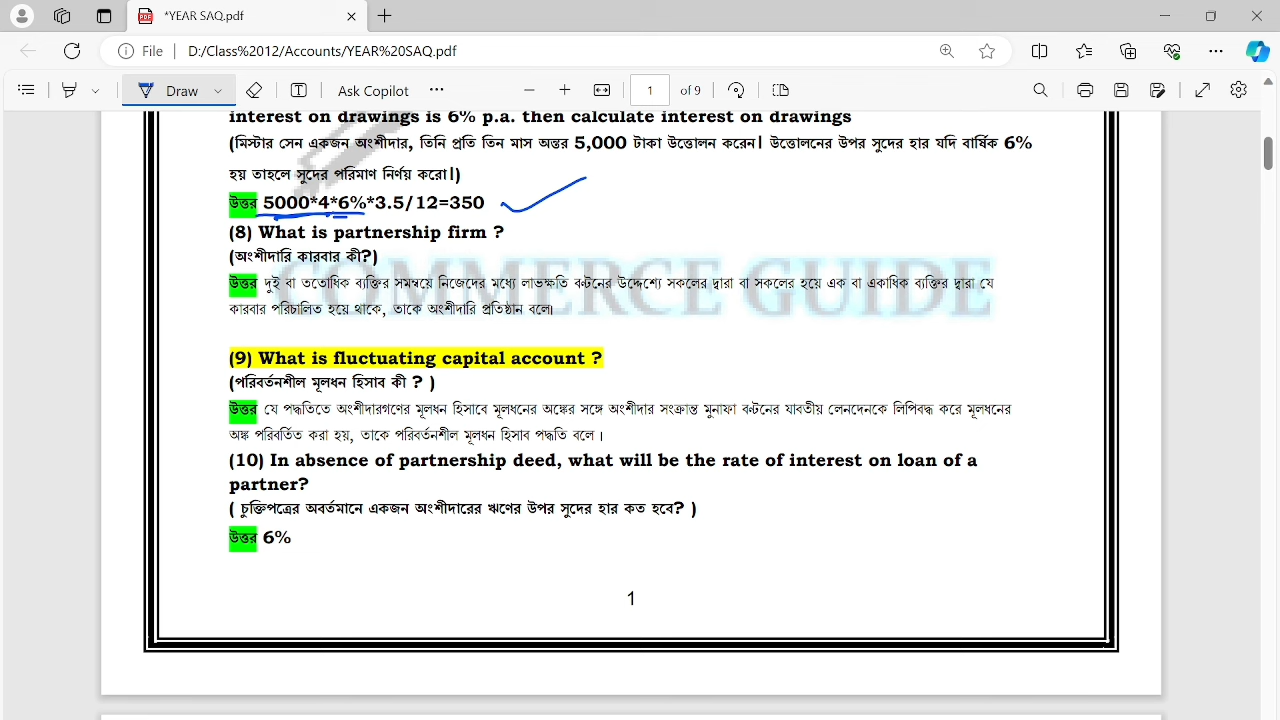 *YEAR SAQ.pdf
File D:/Class%2012/Accounts/YEAR%20SAQ.pdf
Draw Ask Copilot 1 of 9
interest on drawings is 6% p.a. then calculate interest on drawings
(মিস্টার সেন একজন অংশীদার, তিনি প্রতি তিন মাস অন্তর 5,000 টাকা উত্তোলন করেন। উত্তোলনের উপর সুদের হার যদি বার্ষিক 6%
হয় তাহলে সুদের পরিমাণ নির্ণয় করো।)
উত্তর 5000*4*6%*3.5/12=350
(8) What is partnership firm ?
(অংশীদারি কারবার কী?)
COMMERCE GUIDE
উত্তর দুই বা ততোধিক ব্যক্তির সমন্বয়ে নিজেদের মধ্যে লাভক্ষতি বণ্টনের উদ্দেশ্যে সকলের দ্বারা বা সকলের হয়ে এক বা একাধিক ব্যক্তির দ্বারা যে
কারবার পরিচালিত হয়ে থাকে, তাকে অংশীদারি প্রতিষ্ঠান বলে।
(9) What is fluctuating capital account ?
(পরিবর্তনশীল মূলধন হিসাব কী ? )
উত্তর যে পদ্ধতিতে অংশীদারগণের মূলধন হিসাবে মূলধনের অঙ্কের সঙ্গে অংশীদার সংক্রান্ত মুনাফা বণ্টনের যাবতীয় লেনদেনকে লিপিবদ্ধ করে মূলধনের
অঙ্ক পরিবর্তিত করা হয়, তাকে পরিবর্তনশীল মূলধন হিসাব পদ্ধতি বলে ।
(10) In absence of partnership deed, what will be the rate of interest on loan of a
partner?
( চুক্তিপত্রের অবর্তমানে একজন অংশীদারের ঋণের উপর সুদের হার কত হবে? )
উত্তর 6%
1